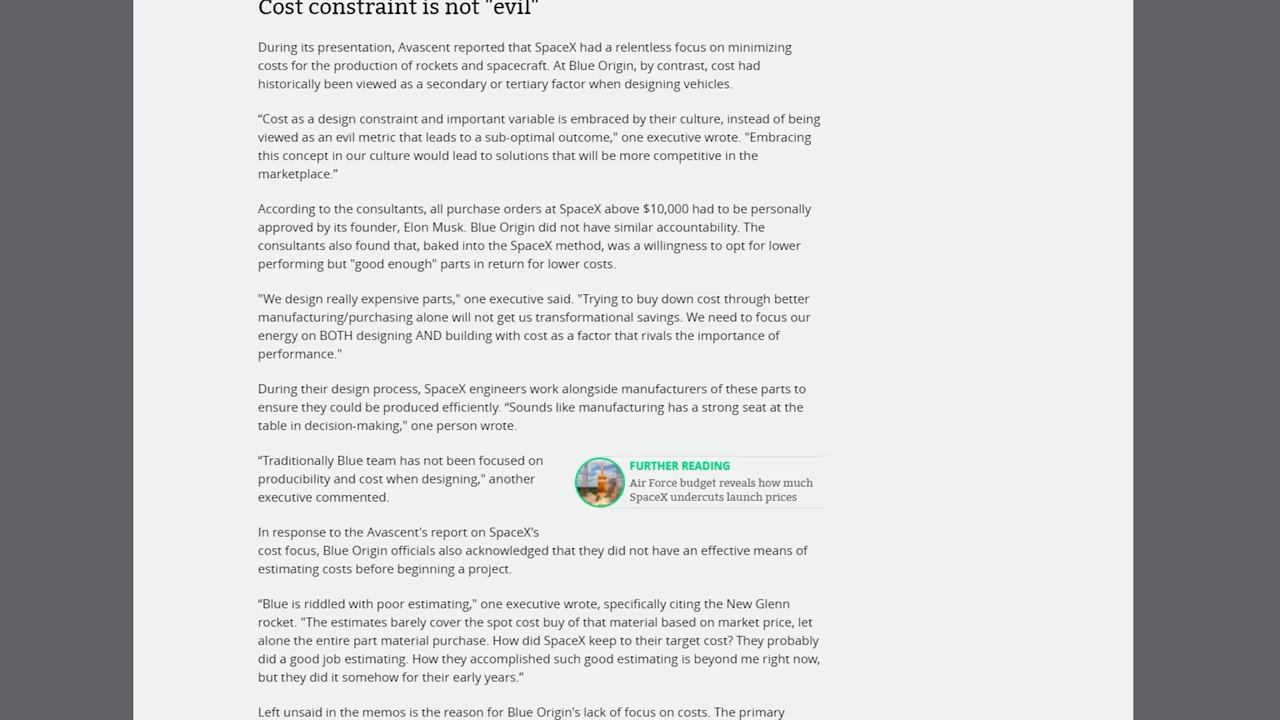 Cost constraint is not "evil"
During its presentation, Avascent reported that SpaceX had a relentless focus on minimizing
costs for the production of rockets and spacecraft. At Blue Origin, by contrast, cost had
historically been viewed as a secondary or tertiary factor when designing vehicles.
“Cost as a design constraint and important variable is embraced by their culture, instead of being
viewed as an evil metric that leads to a sub-optimal outcome," one executive wrote. "Embracing
this concept in our culture would lead to solutions that will be more competitive in the
marketplace.”
According to the consultants, all purchase orders at SpaceX above $10,000 had to be personally
approved by its founder, Elon Musk. Blue Origin did not have similar accountability. The
consultants also found that, baked into the SpaceX method, was a willingness to opt for lower
performing but "good enough" parts in return for lower costs.
"We design really expensive parts," one executive said. "Trying to buy down cost through better
manufacturing/purchasing alone will not get us transformational savings. We need to focus our
energy on BOTH designing AND building with cost as a factor that rivals the importance of
performance."
During their design process, SpaceX engineers work alongside manufacturers of these parts to
ensure they could be produced efficiently. “Sounds like manufacturing has a strong seat at the
table in decision-making," one person wrote.
“Traditionally Blue team has not been focused on
producibility and cost when designing," another
executive commented.
FURTHER READING
Air Force budget reveals how much
SpaceX undercuts launch prices
In response to the Avascent's report on SpaceX's
cost focus, Blue Origin officials also acknowledged that they did not have an effective means of
estimating costs before beginning a project.
“Blue is riddled with poor estimating," one executive wrote, specifically citing the New Glenn
rocket. "The estimates barely cover the spot cost buy of that material based on market price, let
alone the entire part material purchase. How did SpaceX keep to their target cost? They probably
did a good job estimating. How they accomplished such good estimating is beyond me right now,
but they did it somehow for their early years.”
Left unsaid in the memos is the reason for Blue Origin's lack of focus on costs. The primary